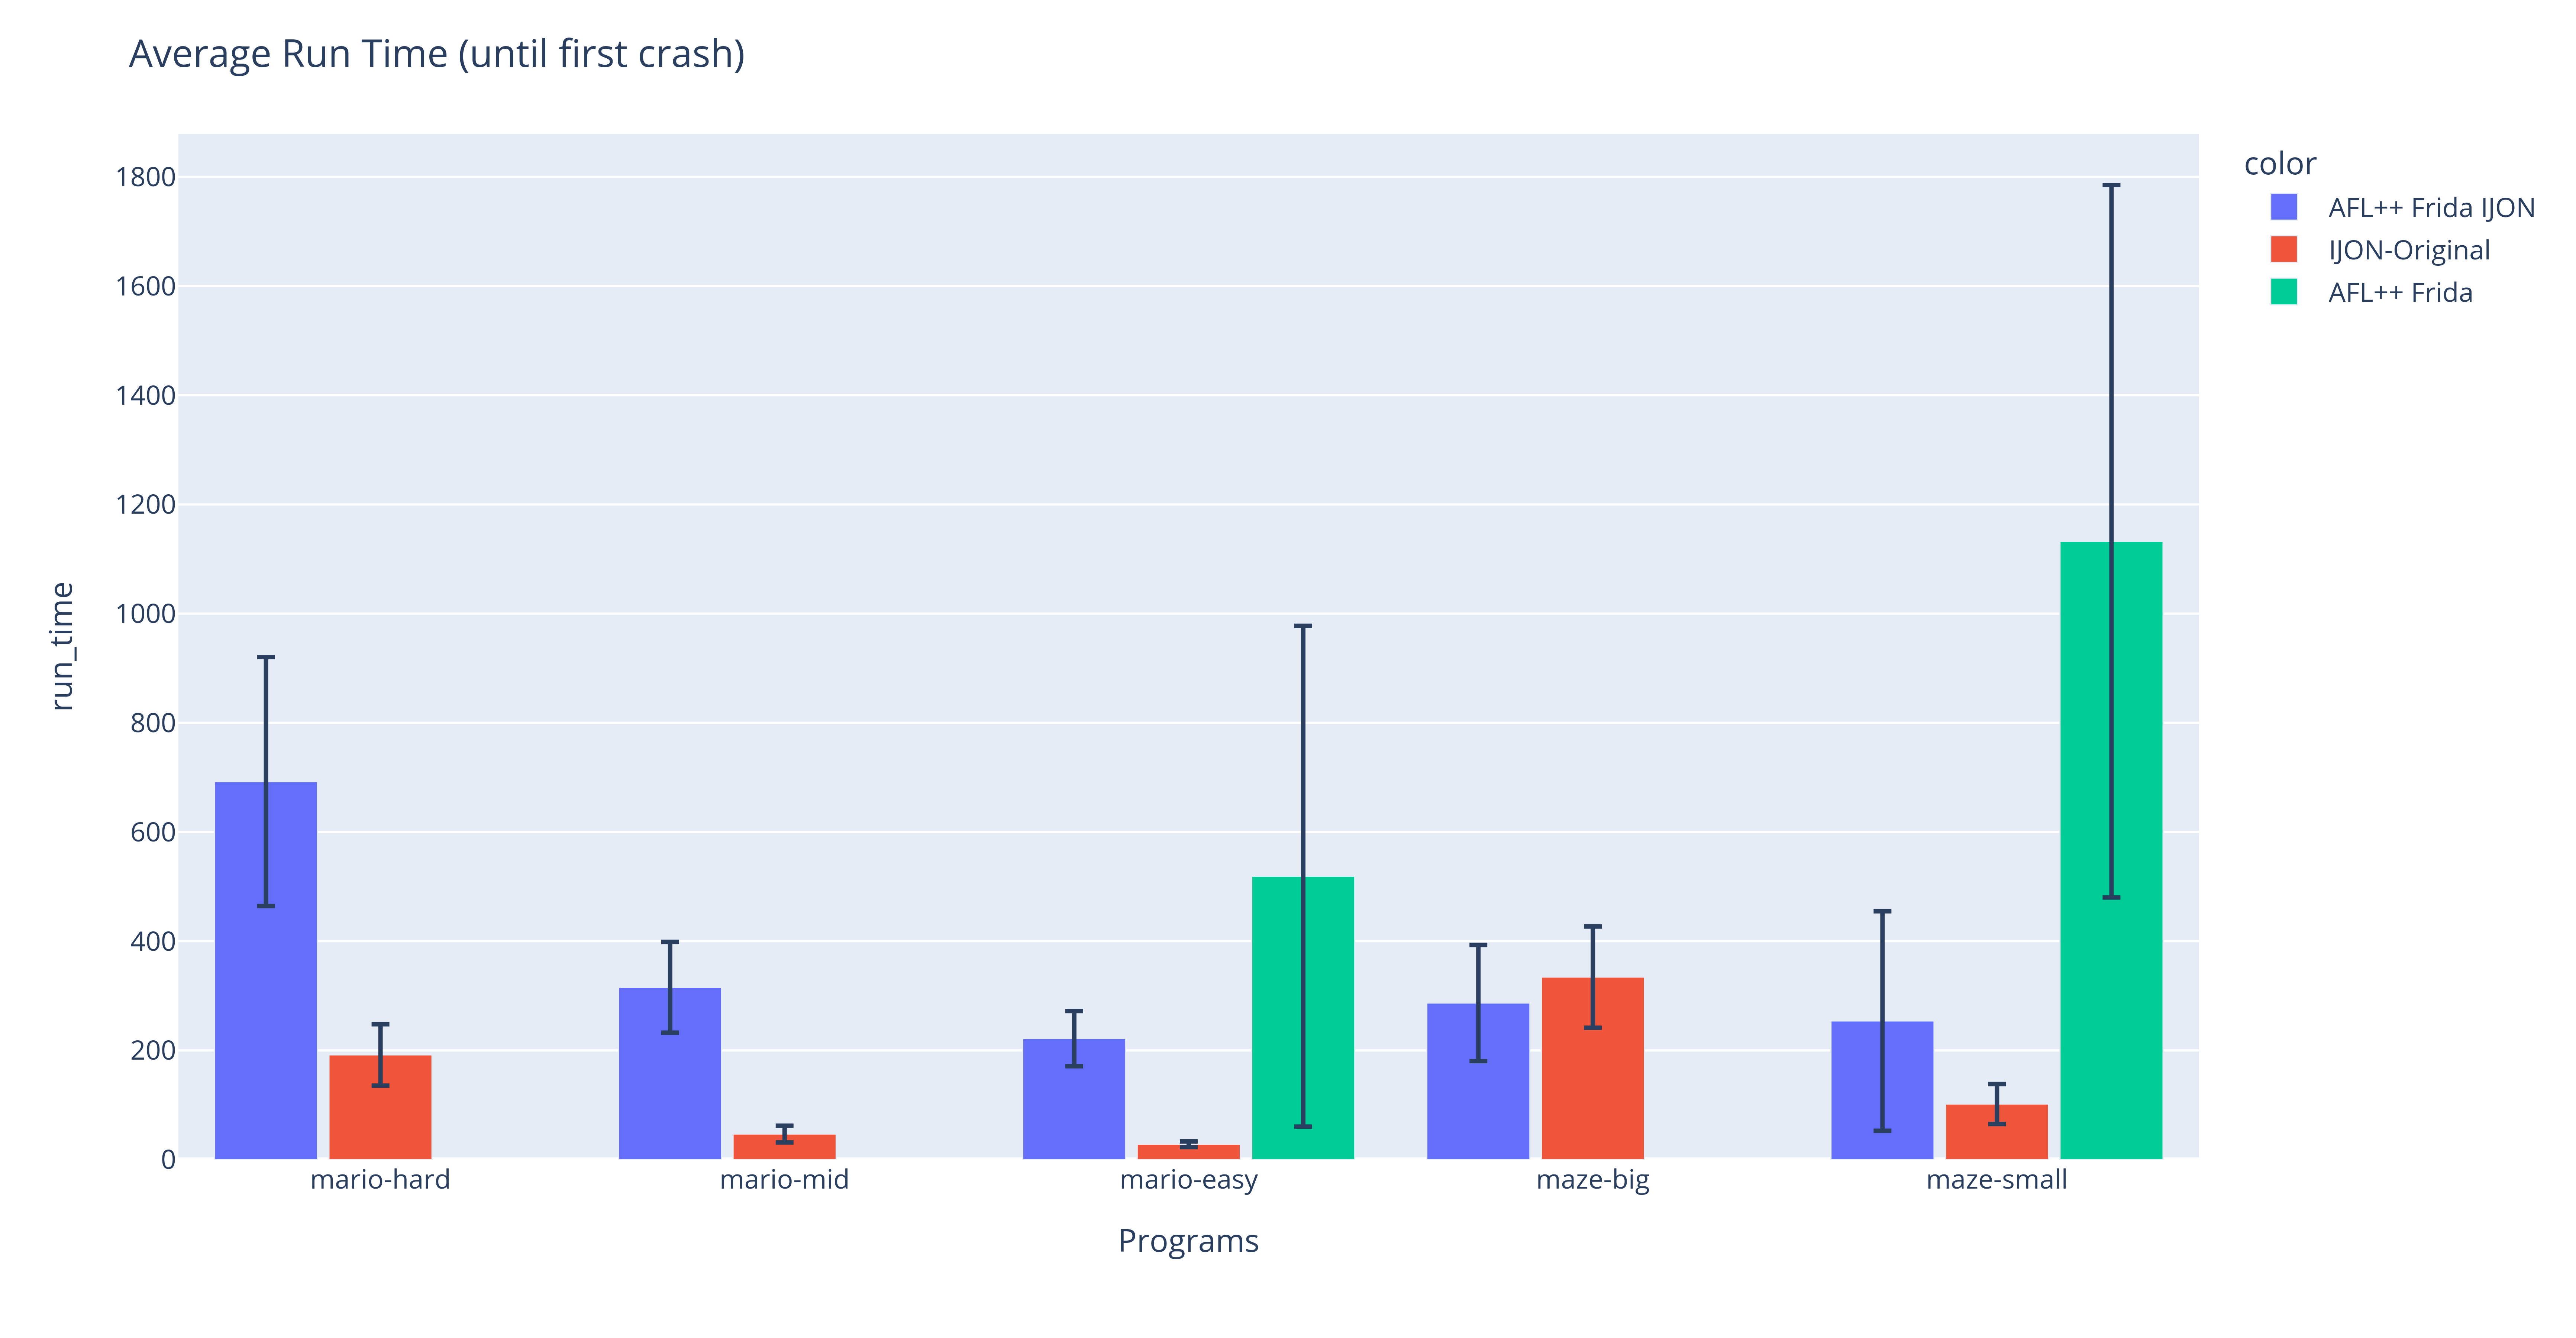 Average Run Time (until first crash)
color
AFL++ Frida IJON
IJON-Original
AFL++ Frida
run_time
1800
1600
1400
1200
1000
800
600
400
200
0
mario-hard
mario-mid
mario-easy
maze-big
maze-small
Programs